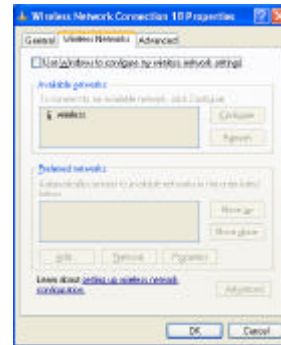 Wireless Network Connection 10 Properties
General
Wireless Networks
Advanced
Use Windows to configure my wireless network settings
Available networks:
To connect to an available network, click Configure.
wireless
Configure
Refresh
Preferred networks:
Automatically connect to available networks in the order listed
below:
Move up
Move down
Add...
Remove
Properties
Learn about setting up wireless network
configuration.
Advanced
OK
Cancel